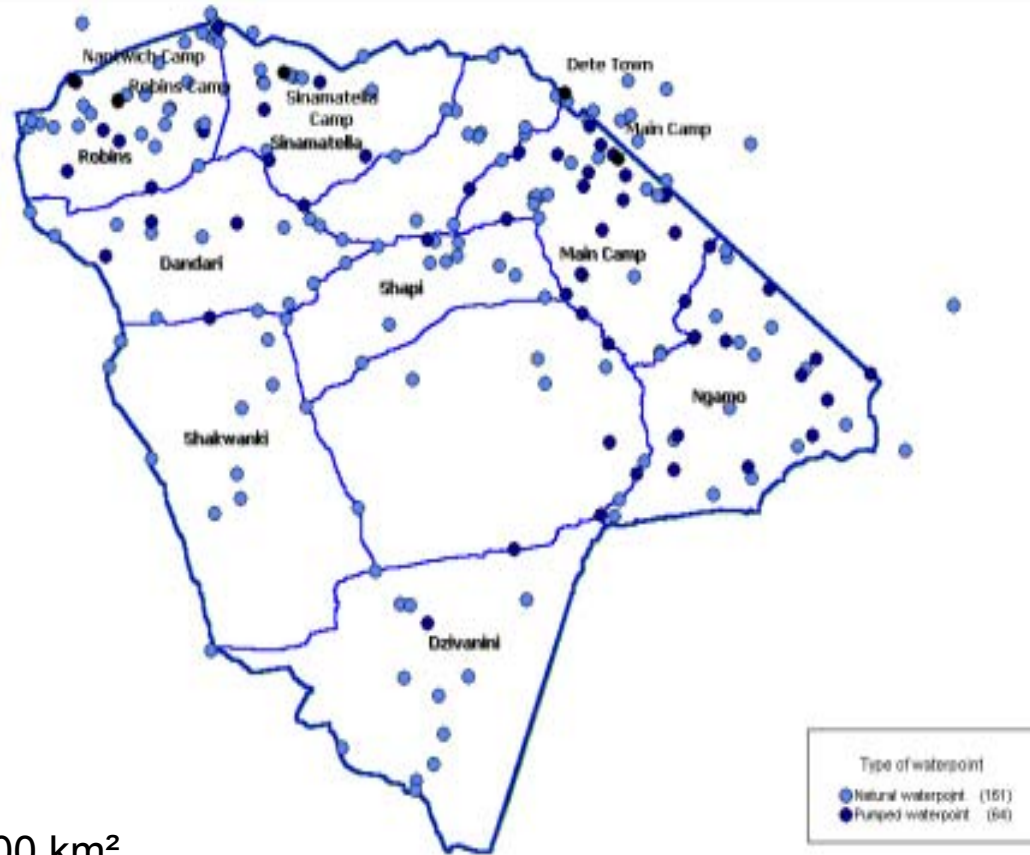 Dete Town
Nantwich Camp
Robins Camp
Sinamatella
Camp
Main Camp
Sinamatella
Robins
Main Camp
Dandari
Shapi
Ngamo
Shakwanki
Dzivanini
Type of waterpoint
Natural waterpoint (161)
Pumped waterpoint (64)
00 km²